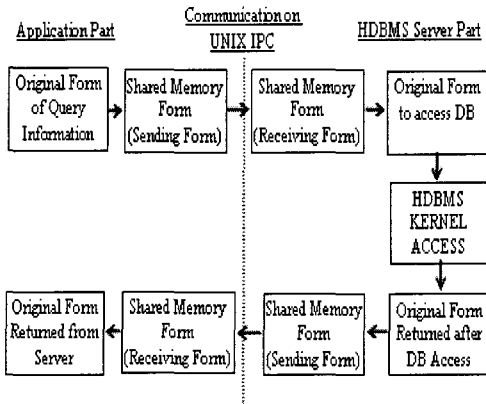 Application Part
Communication on
UNIX IPC
HDBMS Server Part
Original Form
of Query
Information
Shared Memory
Form
(Sending Form)
Shared Memory
Form
(Receiving Form)
Original Form
to access DB
HDBMS
KERNEL
ACCESS
Original Form
Returned from
Server
Shared Memory
Form
(Receiving Form)
Shared Memory
Form
(Sending Form)
Original Form
Returned after
DB Access